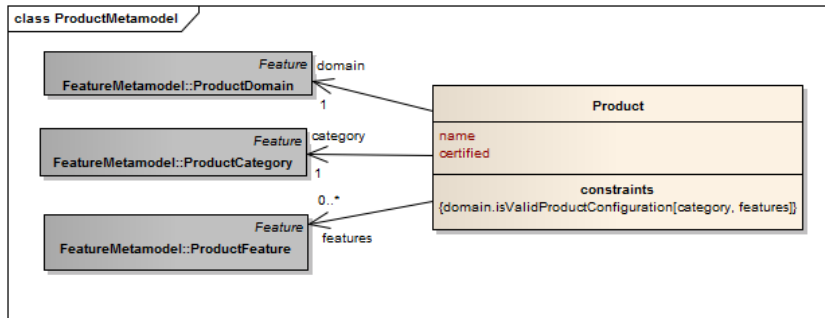 class ProductMetamodel
Feature
FeatureMetamodel::ProductDomain
domain
1
Feature
FeatureMetamodel::ProductCategory
category
1
Feature
FeatureMetamodel::ProductFeature
0..*
features
Product
name
certified
constraints
{domain.isValidProductConfiguration[category, features]}